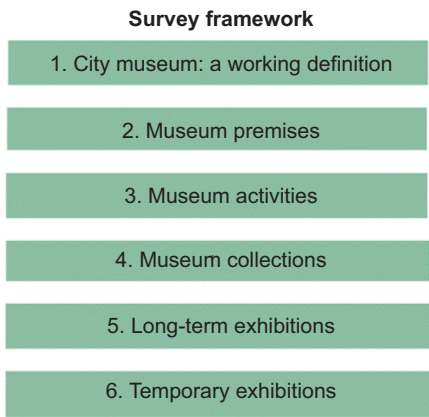 Survey framework
1. City museum: a working definition
2. Museum premises
3. Museum activities
4. Museum collections
5. Long-term exhibitions
6. Temporary exhibitions